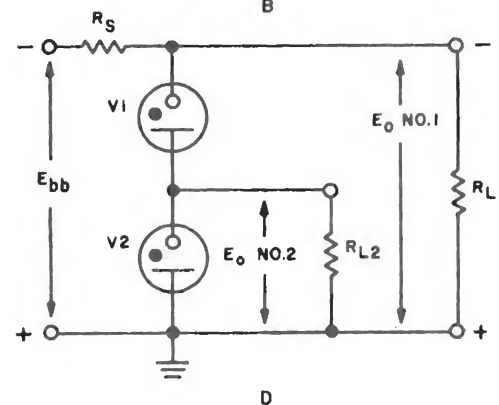 B
R_S
− −
V1
E_o NO.1
E_bb
R_L
V2
E_o NO.2
R_L2
+ +
D